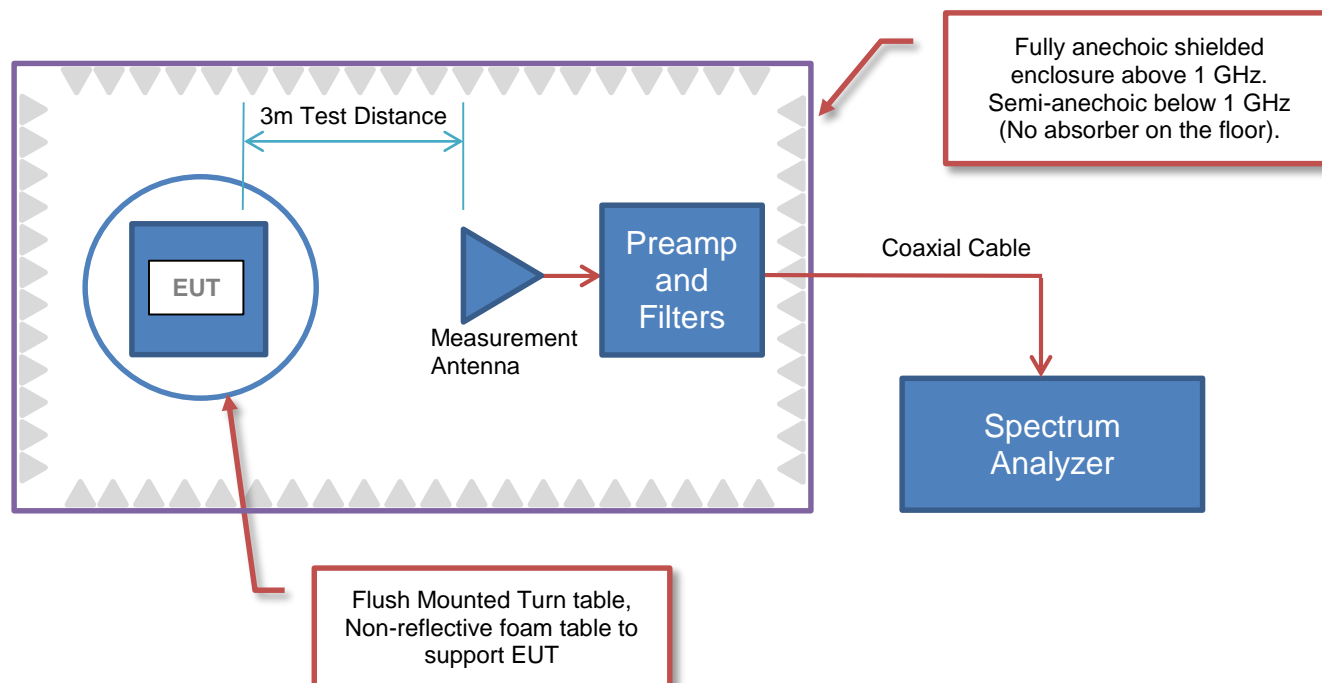 Fully anechoic shielded
enclosure above 1 GHz.
Semi-anechoic below 1 GHz
(No absorber on the floor).
3m Test Distance
EUT
Measurement
Antenna
Preamp
and
Filters
Coaxial Cable
Spectrum
Analyzer
Flush Mounted Turn table,
Non-reflective foam table to
support EUT